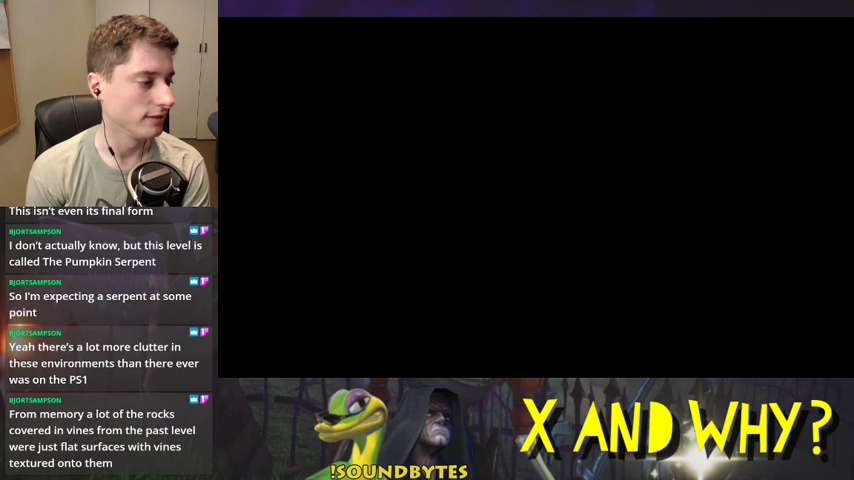 This isn't even its final form
BJORTSAMPSON
I don't actually know, but this level is
called The Pumpkin Serpent
BJORTSAMPSON
So I'm expecting a serpent at some
point
BJORTSAMPSON
Yeah there's a lot more clutter in
these environments than there ever
was on the PS1
BJORTSAMPSON
From memory a lot of the rocks
covered in vines from the past level
were just flat surfaces with vines
textured onto them
!SOUNDBYTES
X AND WHY?